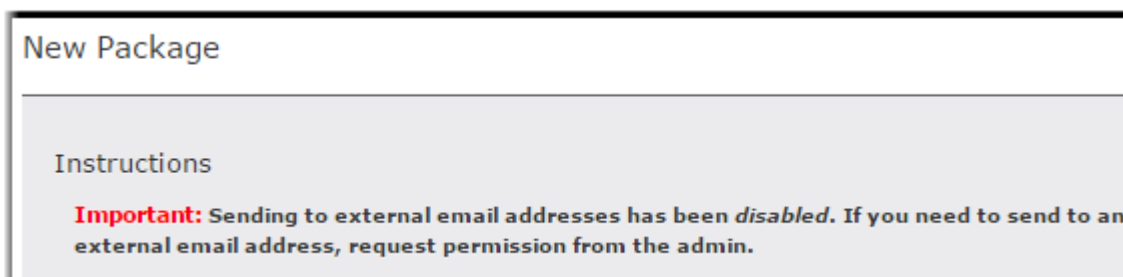 New Package
Instructions
Important: Sending to external email addresses has been disabled. If you need to send to an
external email address, request permission from the admin.